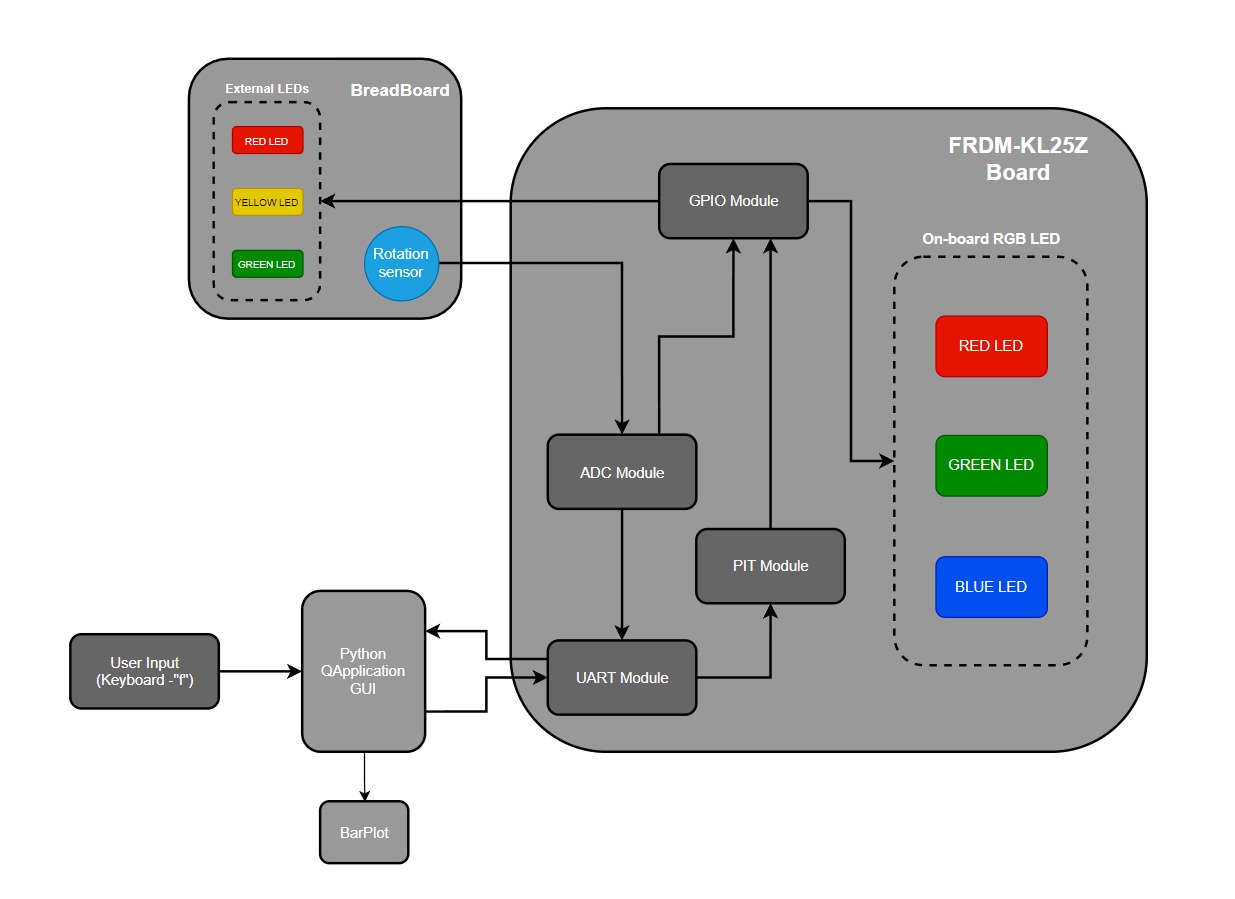 External LEDs
BreadBoard
RED LED
YELLOW LED
GREEN LED
Rotation
sensor
FRDM-KL25Z
Board
GPIO Module
On-board RGB LED
RED LED
GREEN LED
BLUE LED
ADC Module
PIT Module
UART Module
User Input
(Keyboard -"f")
Python
QApplication
GUI
BarPlot